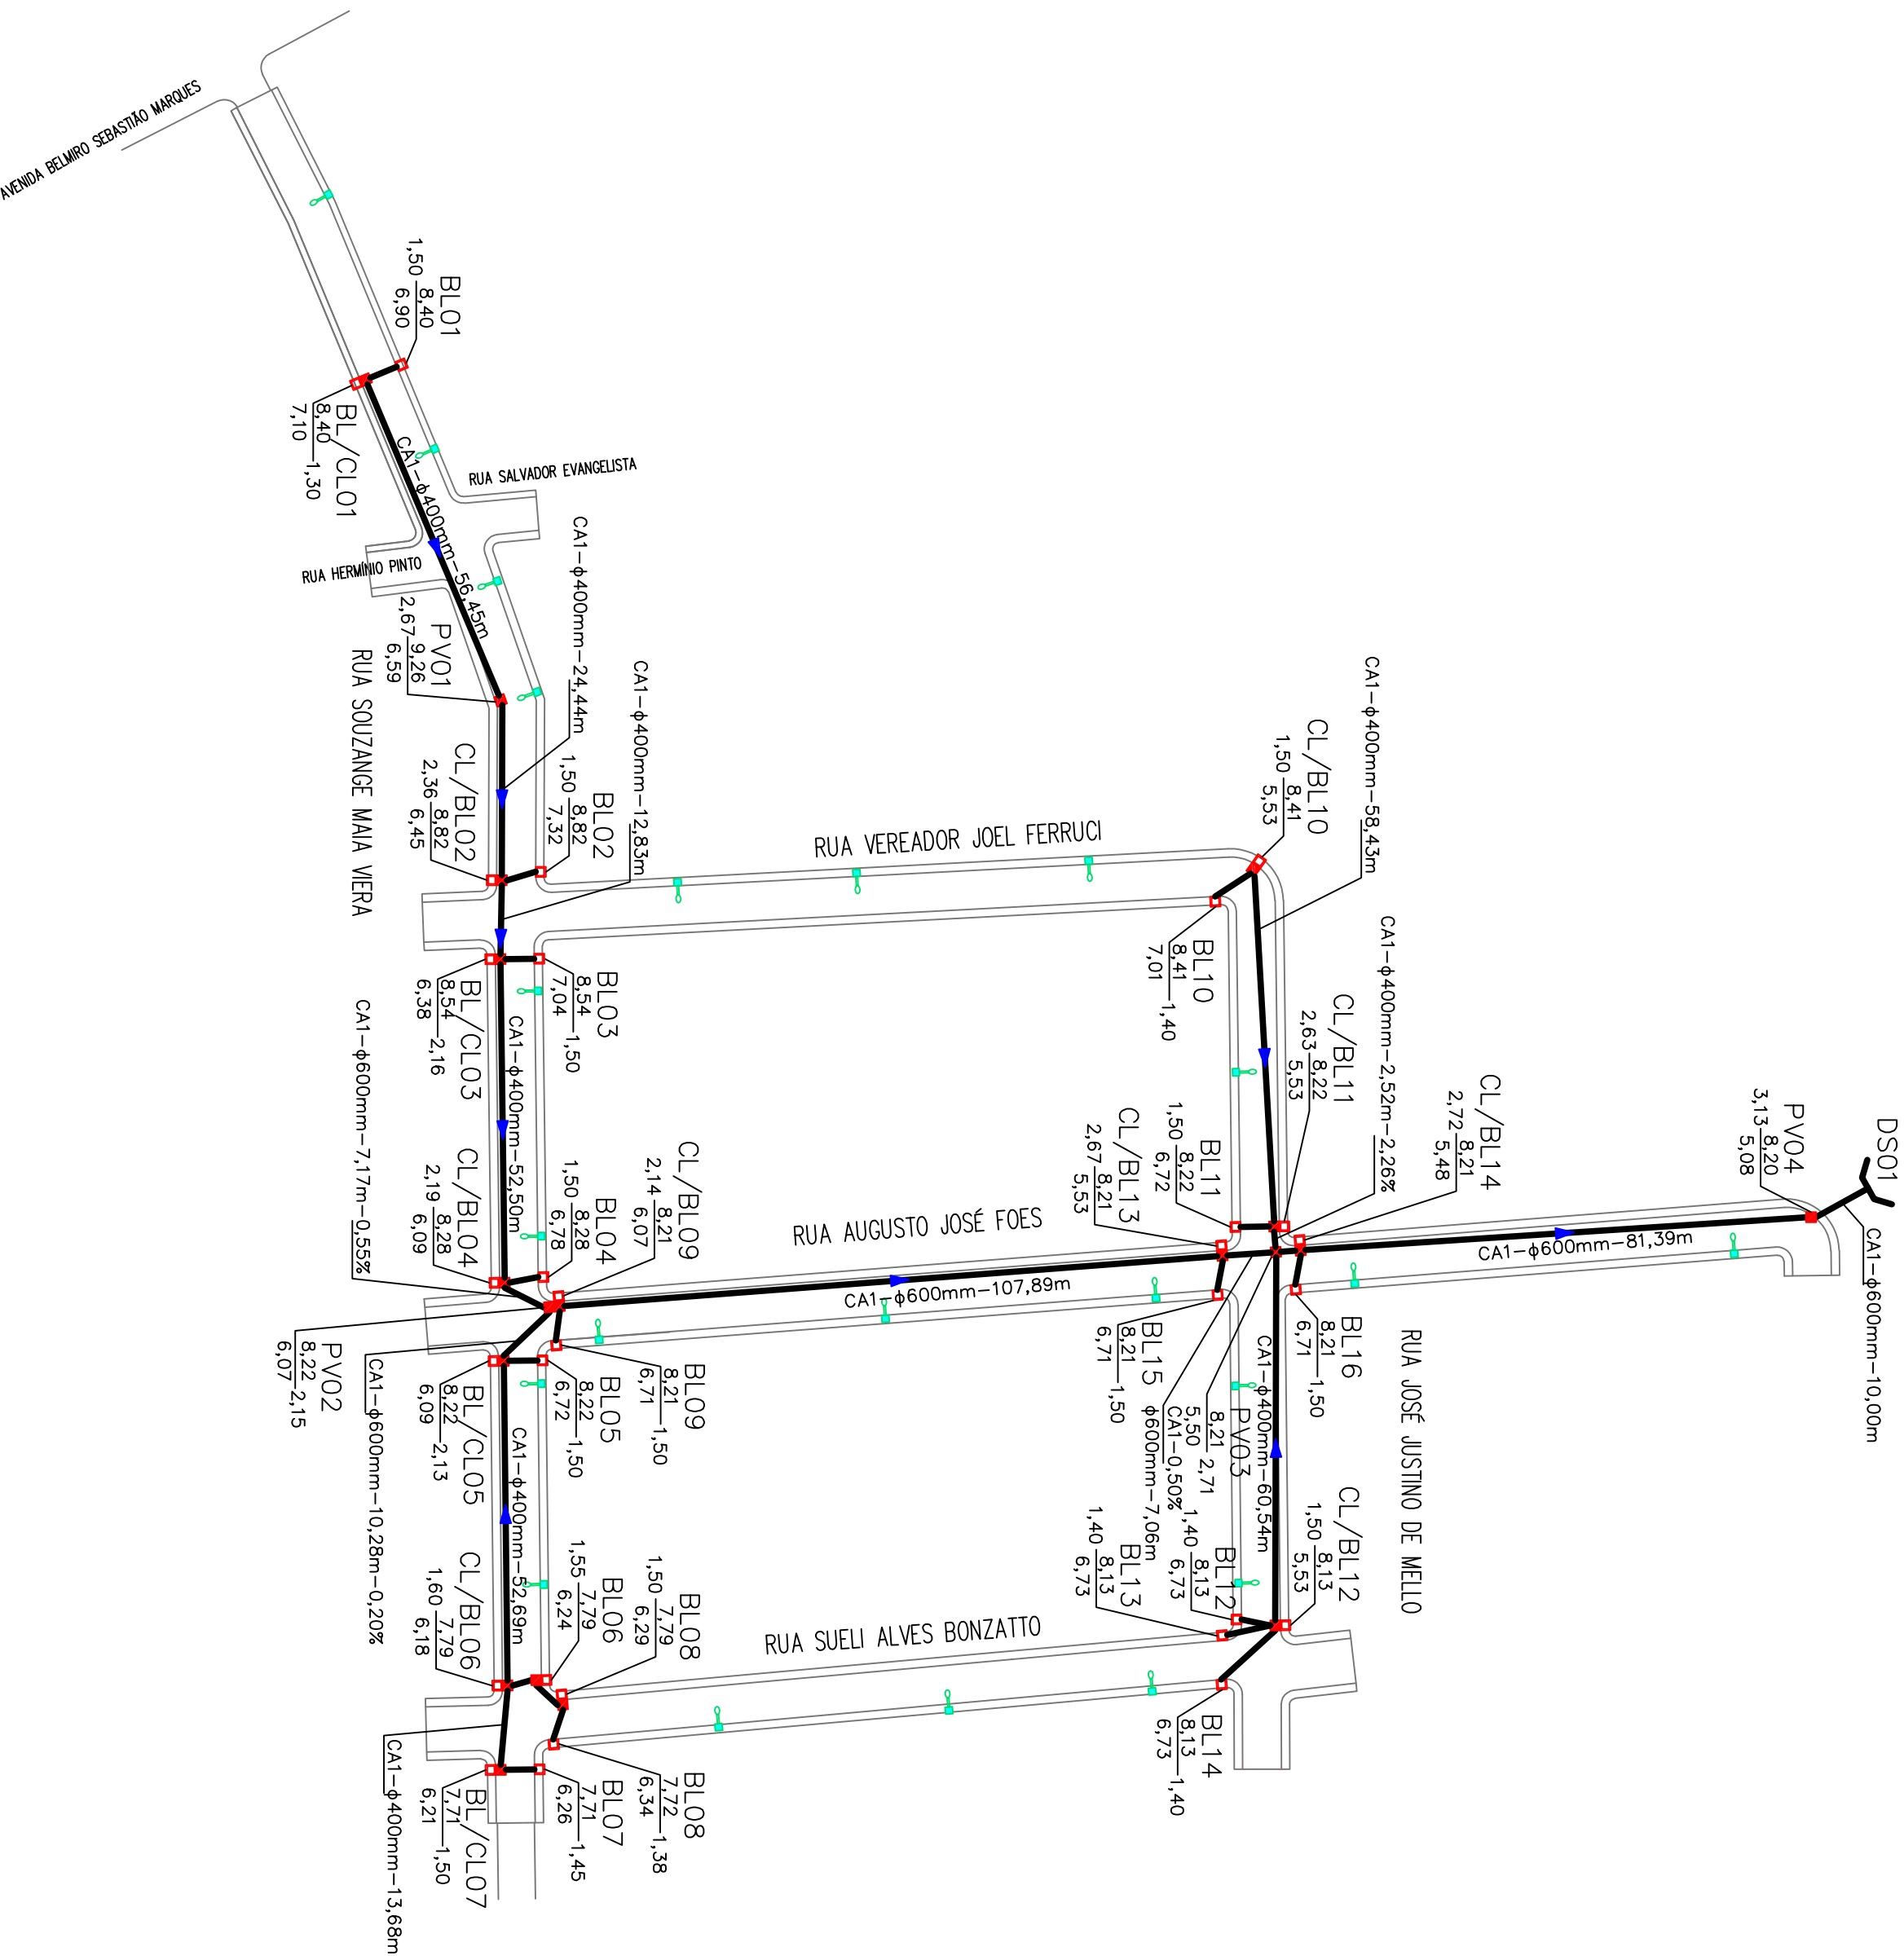 AVENIDA BELMIRO SEBASTIÃO MARQUES
BL01
1,50
8,40
6,90
BL/CL01
8,40
7,10
1,30
CA1-ϕ400mm-56,45m
RUA SALVADOR EVANGELISTA
RUA HERMÍNIO PINTO
PV01
2,67
9,26
6,59
RUA SOUZANGE MAIA VIERA
CA1-ϕ400mm-24,44m
CA1-ϕ400mm-12,83m
CL/BL02
2,36
8,82
6,45
BL02
1,50
8,82
7,32
RUA VEREADOR JOEL FERRUCI
CL/BL10
1,50
8,41
5,53
CA1-ϕ400mm-58,43m
BL10
8,41
7,01
1,40
BL03
8,54
7,04
1,50
BL/CL03
8,54
6,38
2,16
CA1-ϕ400mm-52,50m
CA1-ϕ600mm-7,17m-0,55%
CL/BL04
2,19
8,28
6,09
BL04
1,50
8,28
6,78
CL/BL09
2,14
8,21
6,07
RUA AUGUSTO JOSÉ FOES
CA1-ϕ600mm-107,89m
CA1-ϕ400mm-2,52m-2,26%
CL/BL11
2,63
8,22
5,53
BL11
1,50
8,22
6,72
CL/BL13
2,67
8,21
5,53
CL/BL14
2,72
8,21
5,48
PV04
3,13
8,20
5,08
DS01
CA1-ϕ600mm-81,39m
CA1-ϕ600mm-10,00m
PV02
8,22
6,07
2,15
CA1-ϕ600mm-10,28m-0,20%
BL/CL05
8,22
6,09
2,13
BL05
8,22
6,72
1,50
BL09
8,21
6,71
1,50
BL15
8,21
6,71
1,50
ϕ600mm-7,06m
CA1-0,50%
PV03
8,21
5,50
2,71
BL16
8,21
6,71
1,50
RUA JOSÉ JUSTINO DE MELLO
CA1-ϕ400mm-60,54m
CL/BL12
1,50
8,13
5,53
BL12
1,40
8,13
6,73
BL13
1,40
8,13
6,73
BL14
8,13
6,73
1,40
CA1-ϕ400mm-52,69m
CL/BL06
1,60
7,79
6,18
BL06
1,55
7,79
6,24
BL08
1,50
7,79
6,29
RUA SUELI ALVES BONZATTO
BL08
7,72
6,34
1,38
BL07
7,71
6,26
1,45
BL/CL07
7,71
6,21
1,50
CA1-ϕ400mm-13,68m